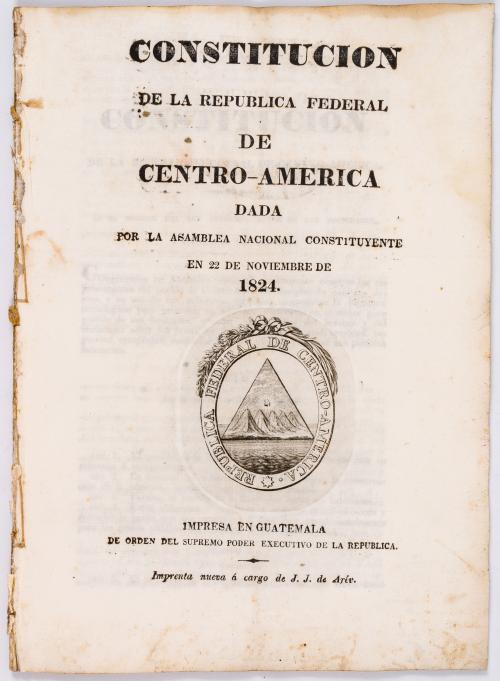 CONSTITUCION
DE LA REPUBLICA FEDERAL
DE
CENTRO-AMERICA
DADA
POR LA ASAMBLEA NACIONAL CONSTITUYENTE
EN 22 DE NOVIEMBRE DE
1824.
REPUBLICA FEDERAL DE CENTRO-AMERICA.
IMPRESA EN GUATEMALA
DE ORDEN DEL SUPREMO PODER EXECUTIVO DE LA REPUBLICA.
Imprenta nueva á cargo de J. J. de Arév.